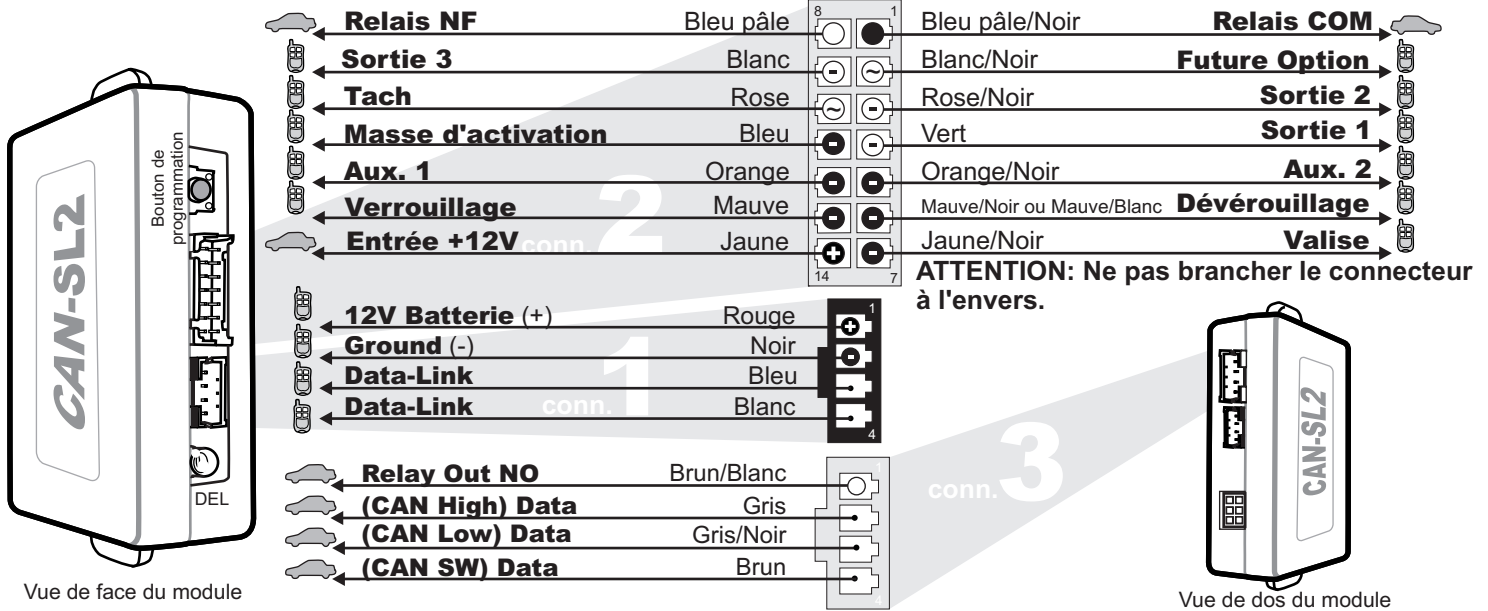 8 1
Relais NF Bleu pâle Bleu pâle/Noir Relais COM
Sortie 3 Blanc Blanc/Noir Future Option
Tach Rose Rose/Noir Sortie 2
Masse d'activation Bleu Vert Sortie 1
Aux. 1 Orange Orange/Noir Aux. 2
Verrouillage Mauve Mauve/Noir ou Mauve/Blanc Dévérouillage
Entrée +12V Jaune Jaune/Noir Valise
conn. 2
14 7
ATTENTION: Ne pas brancher le connecteur
à l'envers.
Bouton de
programmation
CAN-SL2
DEL
Vue de face du module
1
12V Batterie (+) Rouge
Ground (-) Noir
Data-Link Bleu
Data-Link Blanc
conn. 1
4
1
Relay Out NO Brun/Blanc
(CAN High) Data Gris
(CAN Low) Data Gris/Noir
(CAN SW) Data Brun
4
conn. 3
CAN-SL2
Vue de dos du module